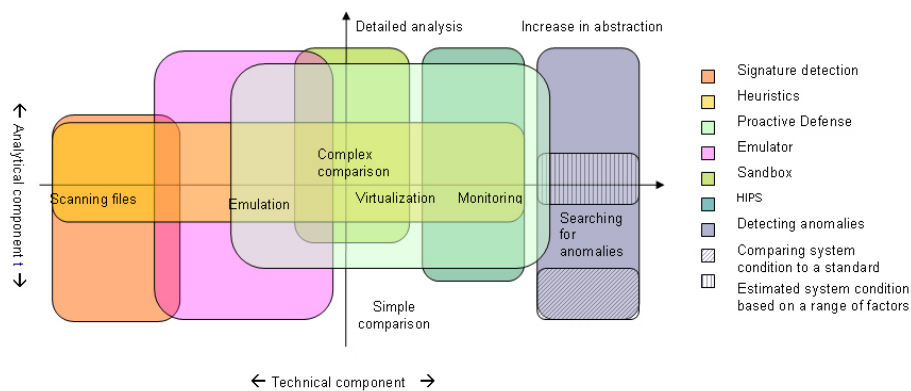 Detailed analysis
Increase in abstraction
← Analytical component t →
Complex
comparison
Scanning files
Emulation
Virtualization
Monitoring
Searching
for
anomalies
Simple
comparison
← Technical component →
Signature detection
Heuristics
Proactive Defense
Emulator
Sandbox
HIPS
Detecting anomalies
Comparing system
condition to a standard
Estimated system condition
based on a range of factors